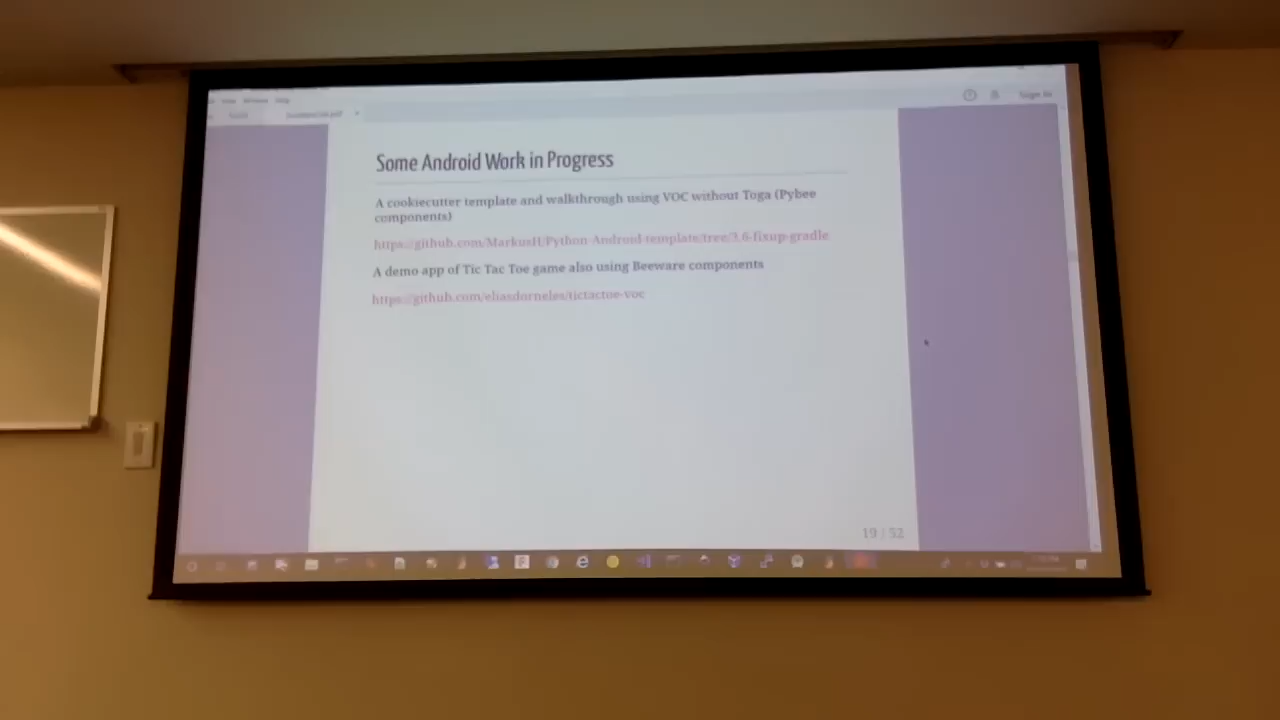 Sign In
Some Android Work in Progress
A cookiecutter template and walkthrough using VOC without Toga (Pybee
components)
https://github.com/MarkusH/Python-Android-template/tree/3.6-fixup-gradle
A demo app of Tic Tac Toe game also using Beeware components
https://github.com/eliasdorneles/tictactoe-voc
19 / 52